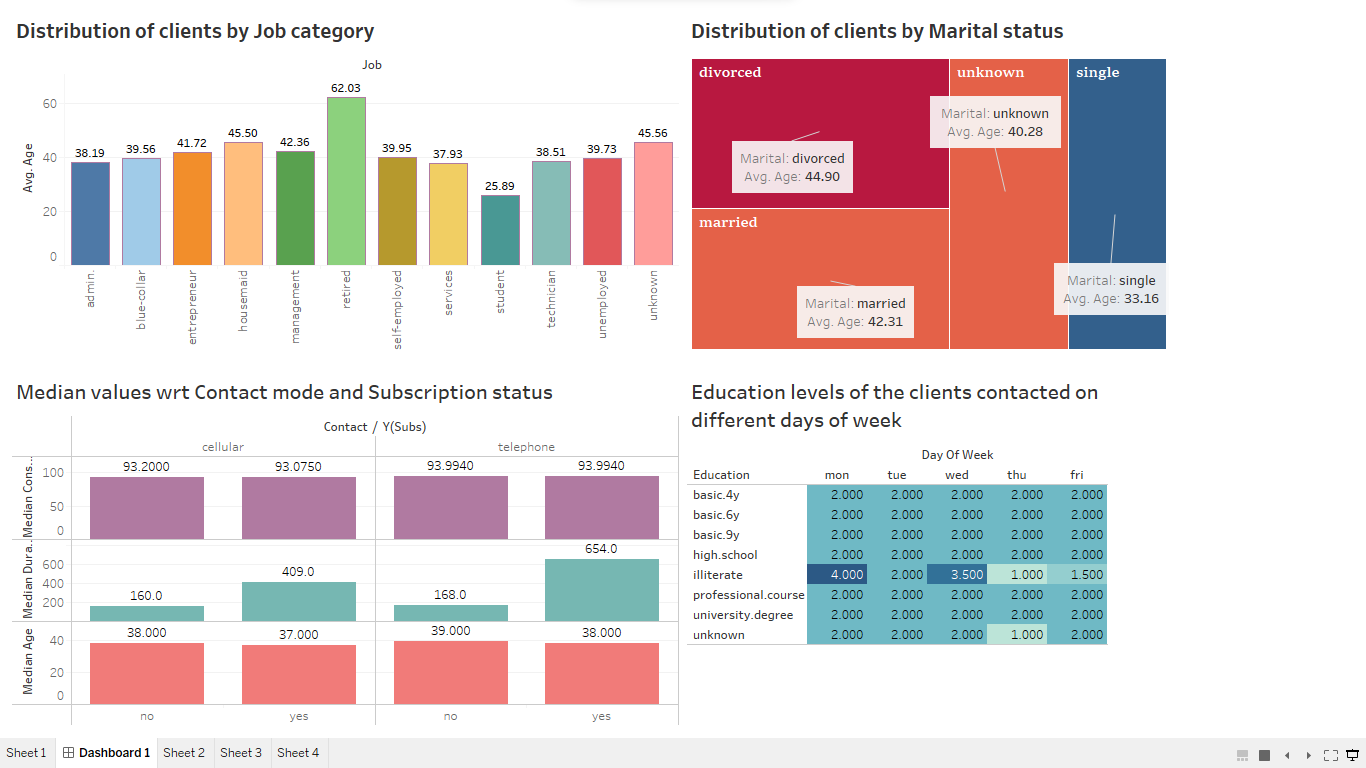 Distribution of clients by Job category
Job
Avg. Age
60
40
20
0
38.19
39.56
41.72
45.50
42.36
62.03
39.95
37.93
25.89
38.51
39.73
45.56
admin.
blue-collar
entrepreneur
housemaid
management
retired
self-employed
services
student
technician
unemployed
unknown
Distribution of clients by Marital status
divorced
unknown
single
married
Marital: divorced
Avg. Age: 44.90
Marital: unknown
Avg. Age: 40.28
Marital: married
Avg. Age: 42.31
Marital: single
Avg. Age: 33.16
Median values wrt Contact mode and Subscription status
Contact / Y(Subs)
cellular telephone
Median Cons...
100
50
0
93.2000 93.0750 93.9940 93.9940
Median Dura..
600
400
200
160.0 409.0 168.0 654.0
Median Age
40
20
0
38.000 37.000 39.000 38.000
no yes no yes
Education levels of the clients contacted on
different days of week
Day Of Week
Education mon tue wed thu fri
basic.4y 2.000 2.000 2.000 2.000 2.000
basic.6y 2.000 2.000 2.000 2.000 2.000
basic.9y 2.000 2.000 2.000 2.000 2.000
high.school 2.000 2.000 2.000 2.000 2.000
illiterate 4.000 2.000 3.500 1.000 1.500
professional.course 2.000 2.000 2.000 2.000 2.000
university.degree 2.000 2.000 2.000 2.000 2.000
unknown 2.000 2.000 2.000 1.000 2.000
Sheet 1 Dashboard 1 Sheet 2 Sheet 3 Sheet 4